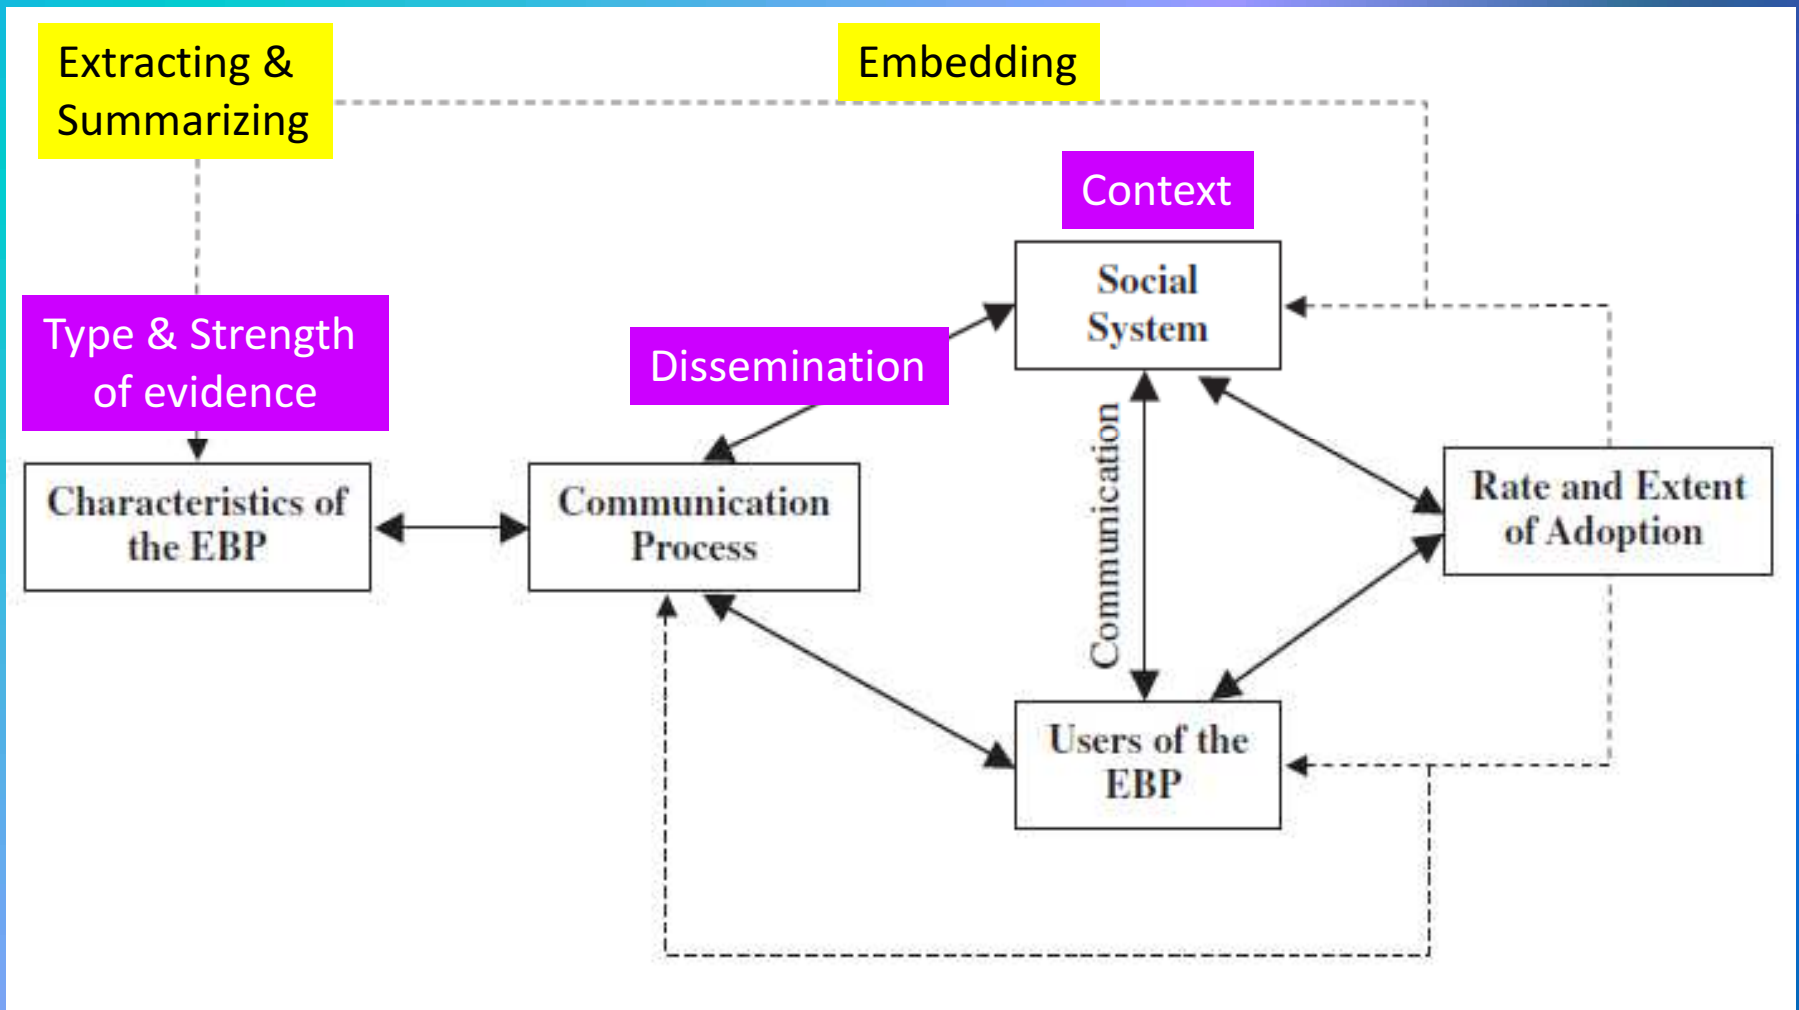 Extracting &
Summarizing
Embedding
Context
Social
System
Type & Strength
of evidence
Dissemination
Communication
Characteristics of
the EBP
Communication
Process
Rate and Extent
of Adoption
Users of the
EBP